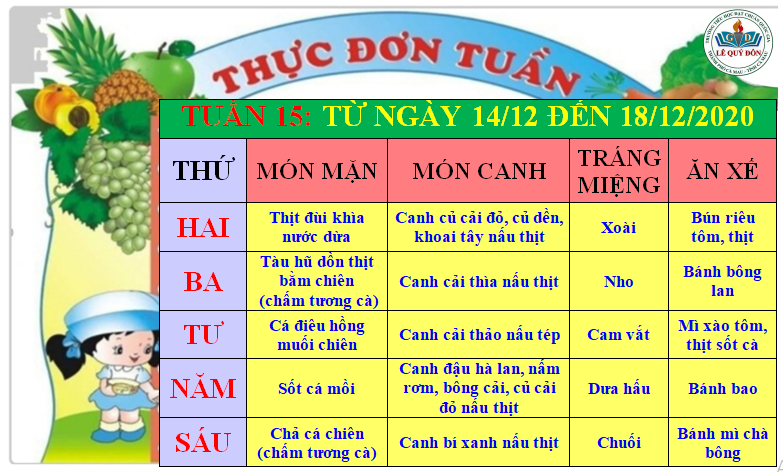 THỰC ĐƠN TUẦN
LÊ QUÝ ĐÔN
TUẦN 15: TỪ NGÀY 14/12 ĐẾN 18/12/2020
THỨ
MÓN MẶN
MÓN CANH
TRÁNG
MIỆNG
ĂN XẾ
HAI
Thịt đùi khìa
nước dừa
Canh củ cải đỏ, củ dền,
khoai tây nấu thịt
Xoài
Bún riêu
tôm, thịt
BA
Tàu hũ dồn thịt
bằm chiên
(chấm tương cà)
Canh cải thìa nấu thịt
Nho
Bánh bông
lan
TƯ
Cá điêu hồng
muối chiên
Canh cải thảo nấu tép
Cam vắt
Mì xào tôm,
thịt sốt cà
NĂM
Sốt cá mồi
Canh đậu hà lan, nấm
rơm, bông cải, củ cải
đỏ nấu thịt
Dưa hấu
Bánh bao
SÁU
Chả cá chiên
(chấm tương cà)
Canh bí xanh nấu thịt
Chuối
Bánh mì chà
bông